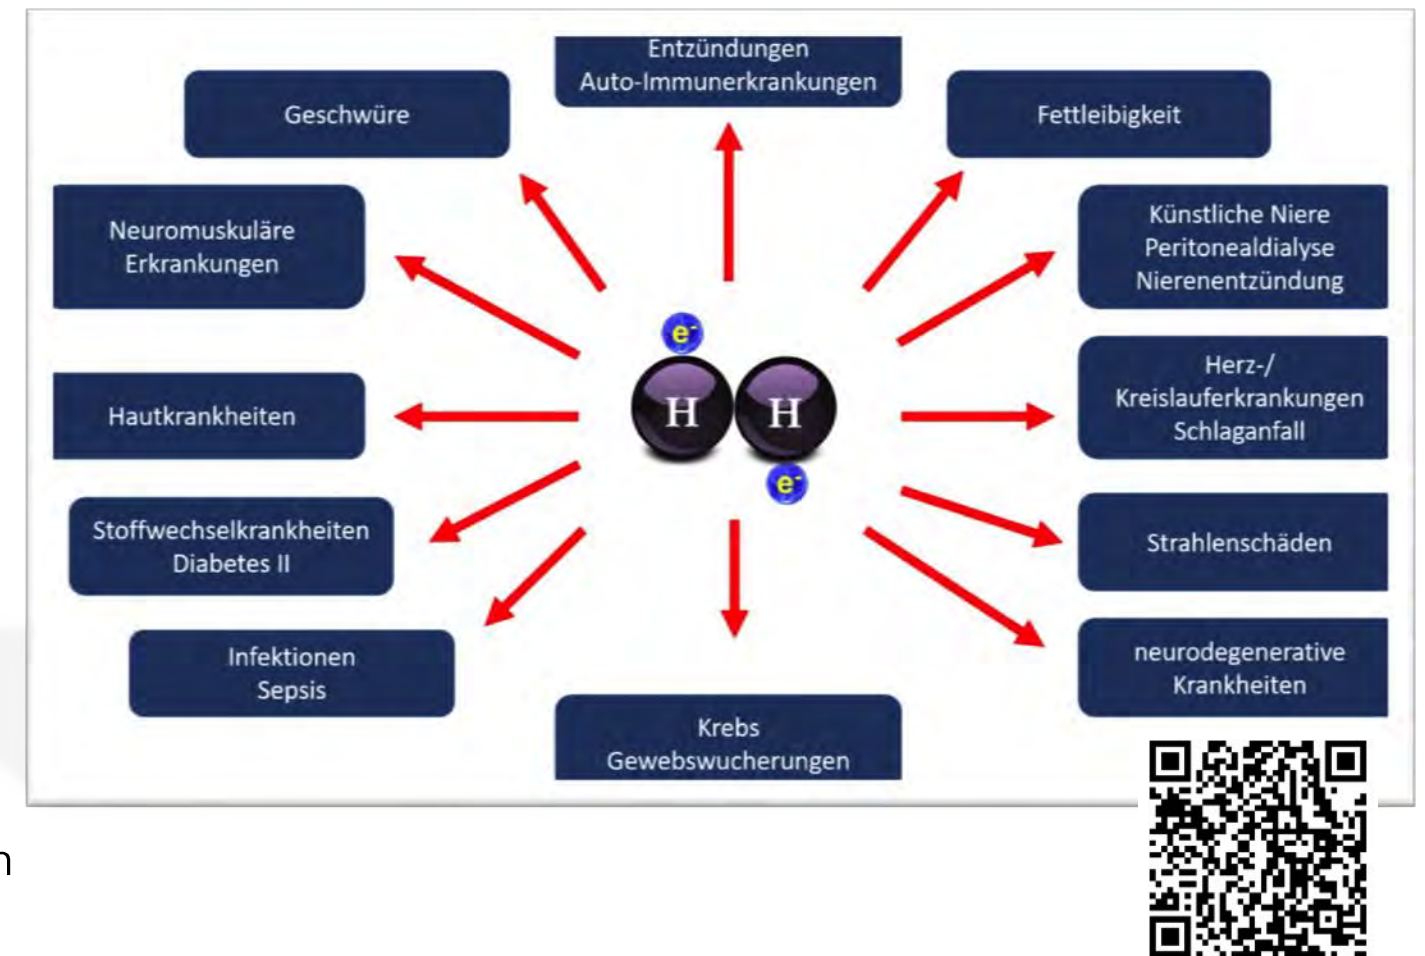 Entzündungen
Auto-Immunerkrankungen
Geschwüre
Fettleibigkeit
Neuromuskuläre
Erkrankungen
Künstliche Niere
Peritonealdialyse
Nierenentzündung
e-
H H
e-
Hautkrankheiten
Herz-/
Kreislauferkrankungen
Schlaganfall
Stoffwechselkrankheiten
Diabetes II
Strahlenschäden
Infektionen
Sepsis
neurodegenerative
Krankheiten
Krebs
Gewebswucherungen